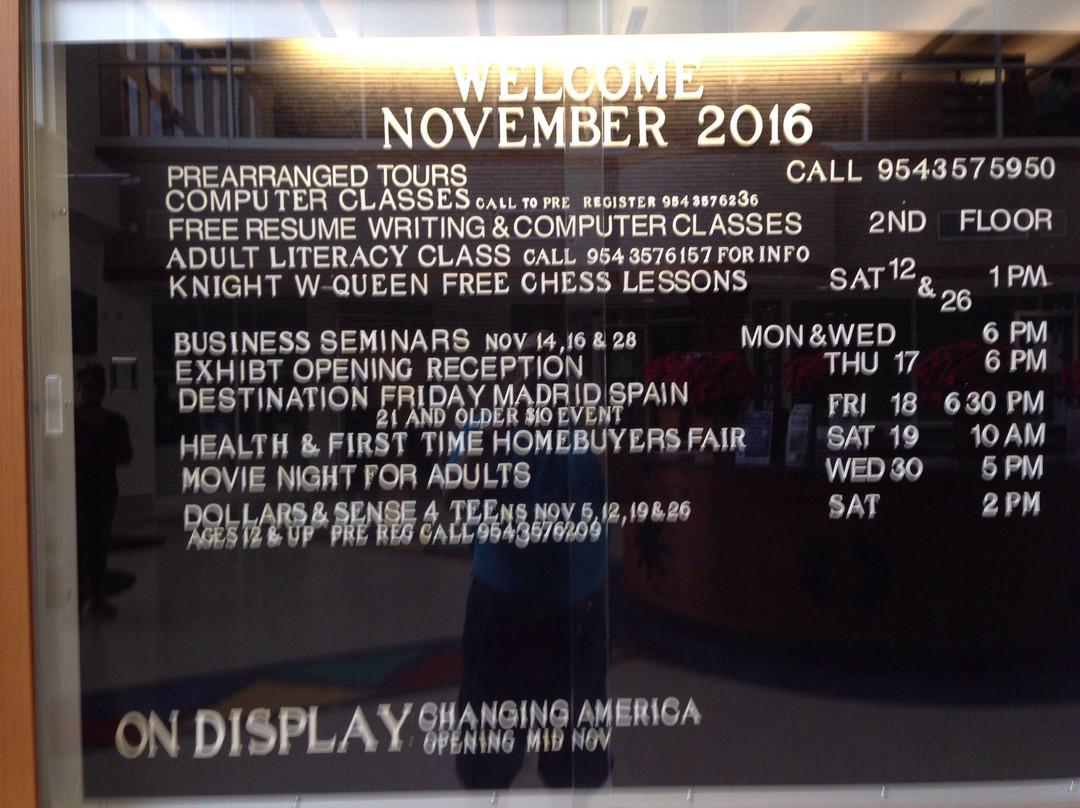 WELCOME
NOVEMBER 2016
PREARRANGED TOURS CALL 9543575950
COMPUTER CLASSES CALL TO PRE REGISTER 954 3576236
FREE RESUME WRITING & COMPUTER CLASSES 2ND FLOOR
ADULT LITERACY CLASS CALL 954 3576157 FOR INFO
KNIGHT W QUEEN FREE CHESS LESSONS SAT 12 & 26 1 PM
BUSINESS SEMINARS NOV 14,16 & 28 MON & WED 6 PM
EXHIBT OPENING RECEPTION THU 17 6 PM
DESTINATION FRIDAY MADRID SPAIN FRI 18 6 30 PM
21 AND OLDER $10 EVENT
HEALTH & FIRST TIME HOMEBUYERS FAIR SAT 19 10 AM
MOVIE NIGHT FOR ADULTS WED 30 5 PM
DOLLARS & SENSE 4 TEENS NOV 5,12,19 & 26 SAT 2 PM
AGES 12 & UP PRE REG CALL 954 3576209
ON DISPLAY CHANGING AMERICA
OPENING MID NOV